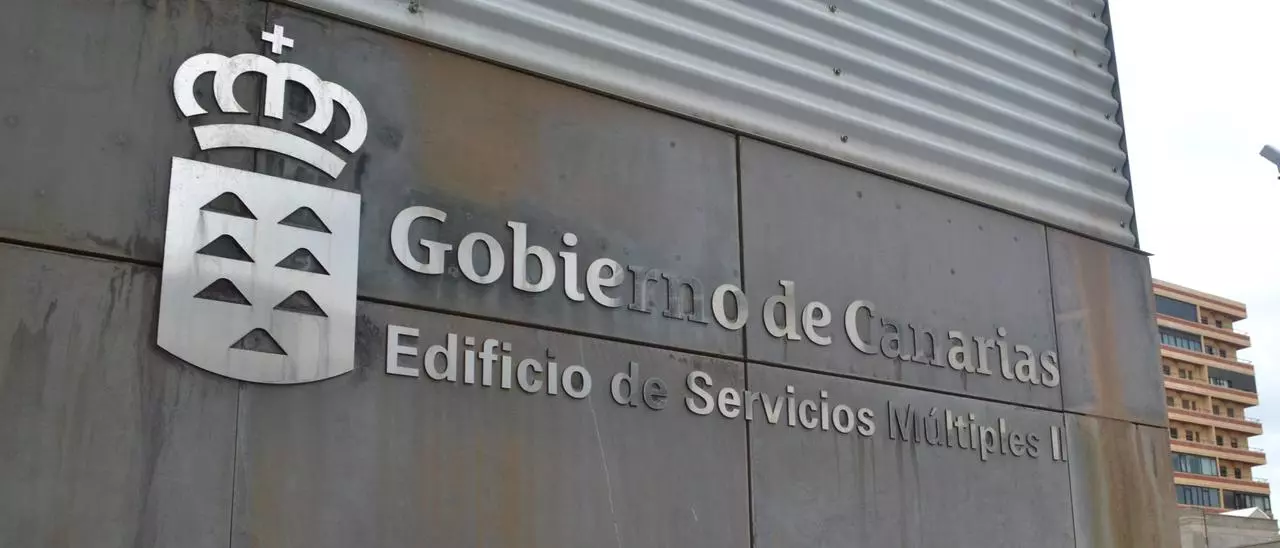 Gobierno de Canarias
Edificio de Servicios Múltiples II